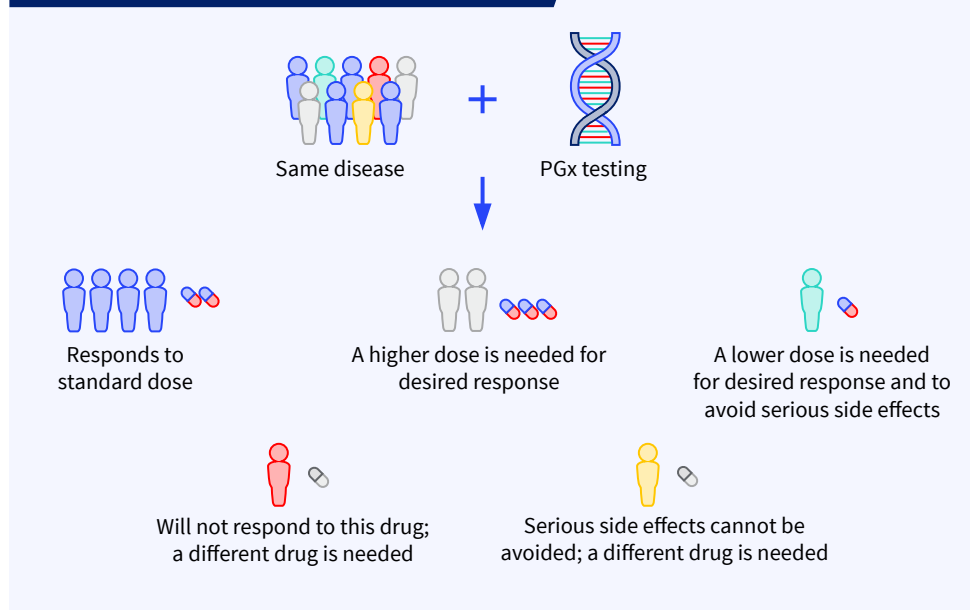 Same disease
PGx testing
Responds to
standard dose
A higher dose is needed for
desired response
A lower dose is needed
for desired response and to
avoid serious side effects
Will not respond to this drug;
a different drug is needed
Serious side effects cannot be
avoided; a different drug is needed